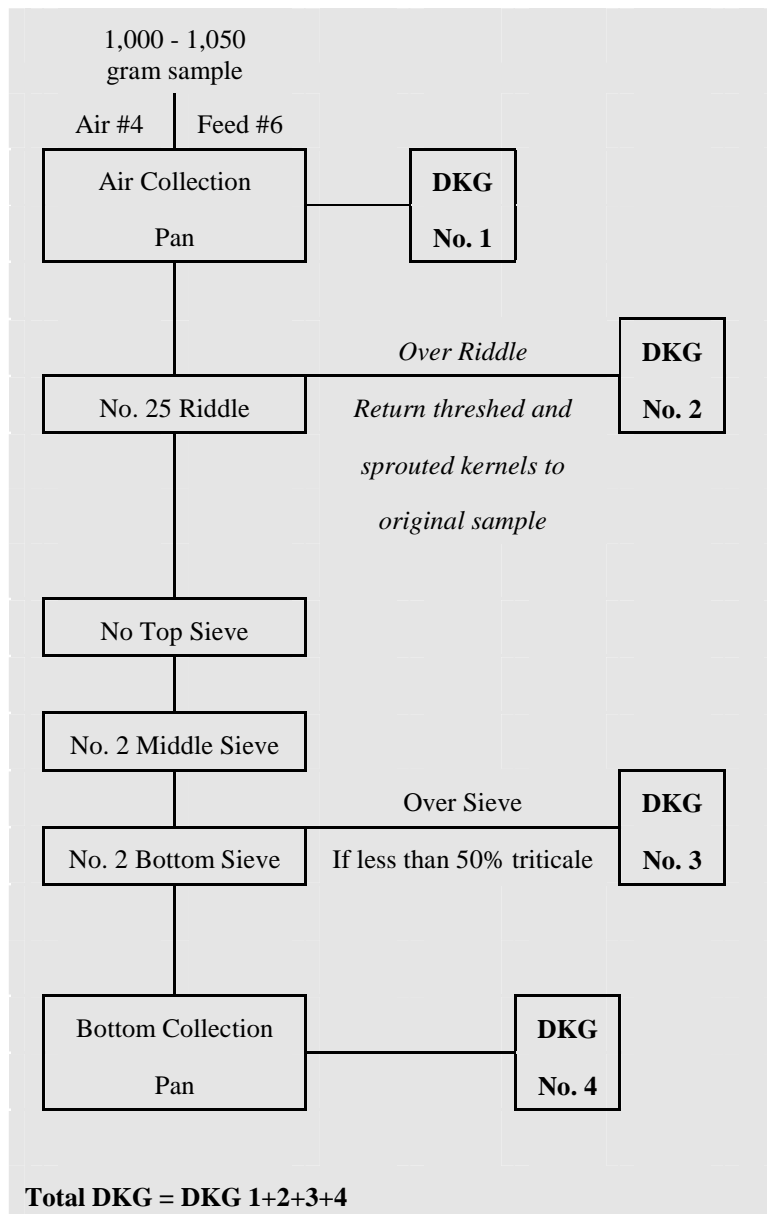 1,000 - 1,050
gram sample
Air #4
Feed #6
Air Collection
Pan
DKG
No. 1
Over Riddle
DKG
No. 25 Riddle
Return threshed and
No. 2
sprouted kernels to
original sample
No Top Sieve
No. 2 Middle Sieve
Over Sieve
DKG
No. 2 Bottom Sieve
If less than 50% triticale
No. 3
Bottom Collection
Pan
DKG
No. 4
Total DKG = DKG 1+2+3+4